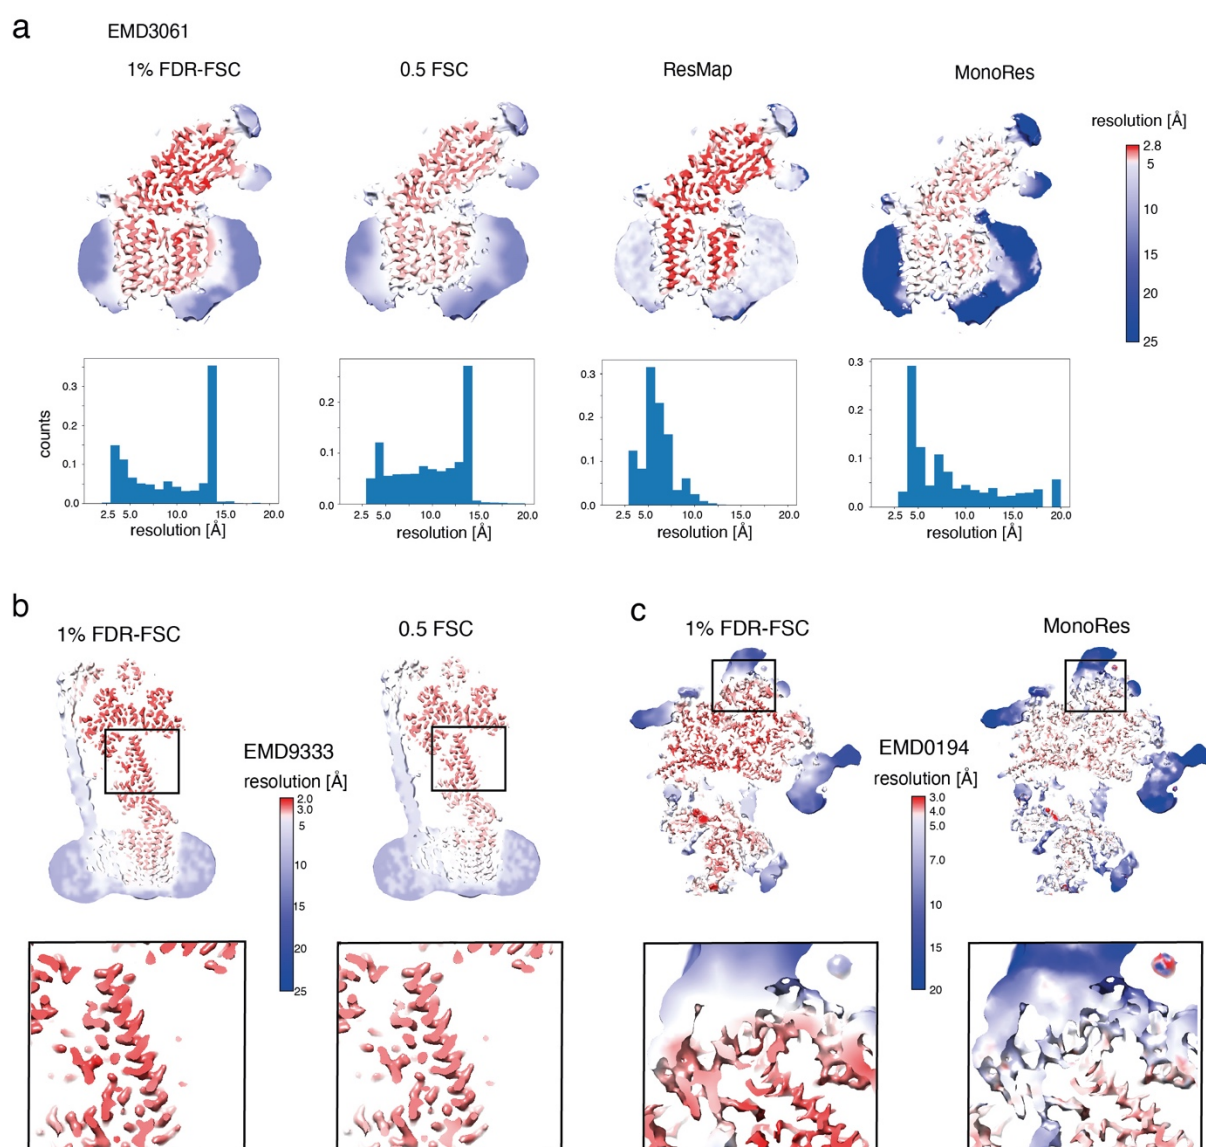 a
EMD3061
1% FDR-FSC
0.5 FSC
ResMap
MonoRes
resolution [Å]
2.8
5
10
15
20
25
counts
0.3
0.2
0.1
0.0
2.5 5.0 10.0 15.0 20.0
resolution [Å]
0.2
0.1
0.0
2.5 5.0 10.0 15.0 20.0
resolution [Å]
0.3
0.2
0.1
0.0
2.5 5.0 10.0 15.0 20.0
resolution [Å]
0.3
0.2
0.1
0.0
2.5 5.0 10.0 15.0 20.0
resolution [Å]
b
1% FDR-FSC
0.5 FSC
EMD9333
resolution [Å]
2.0
3.0
5
10
15
20
25
c
1% FDR-FSC
MonoRes
EMD0194
resolution [Å]
3.0
4.0
5.0
7.0
10
15
20